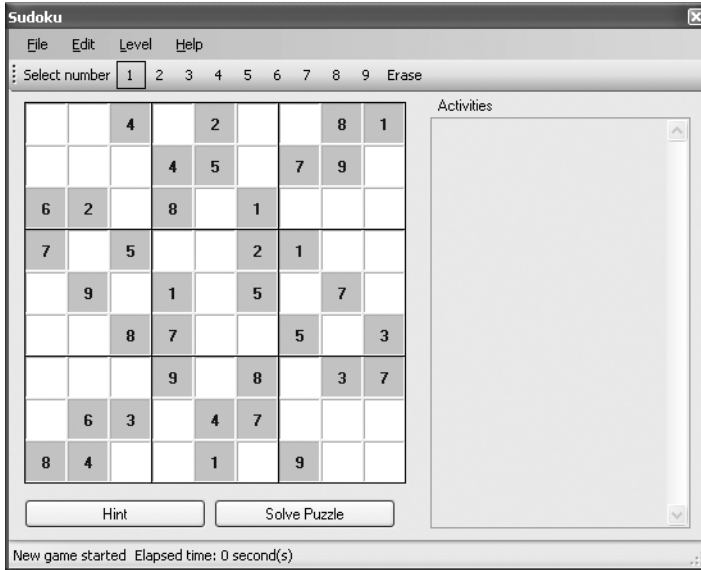 Sudoku
File Edit Level Help
Select number 1 2 3 4 5 6 7 8 9 Erase
Activities
4 2 8 1
4 5 7 9
6 2 8 1
7 5 2 1
9 1 5 7
8 7 5 3
9 8 3 7
6 3 4 7
8 4 1 9
Hint Solve Puzzle
New game started Elapsed time: 0 second(s)